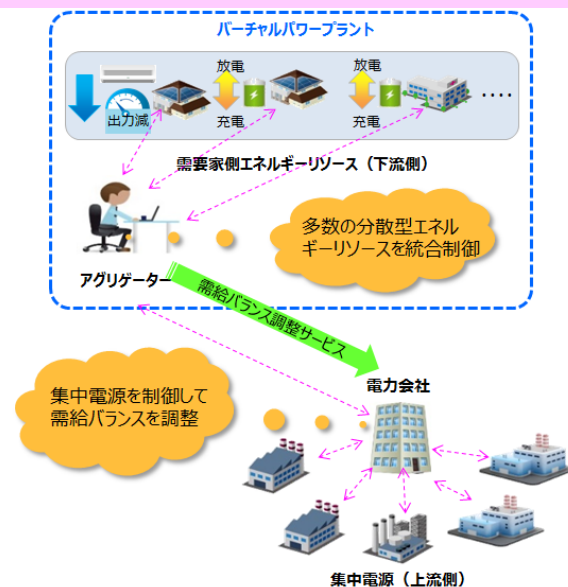 バーチャルパワープラント
放電
放電
出力減
充電
充電
‥‥
需要家側エネルギーリソース（下流側）
多数の分散型エネル
ギーリソースを統合制御
アグリゲーター
需給バランス調整サービス
電力会社
集中電源を制御して
需給バランスを調整
集中電源（上流側）